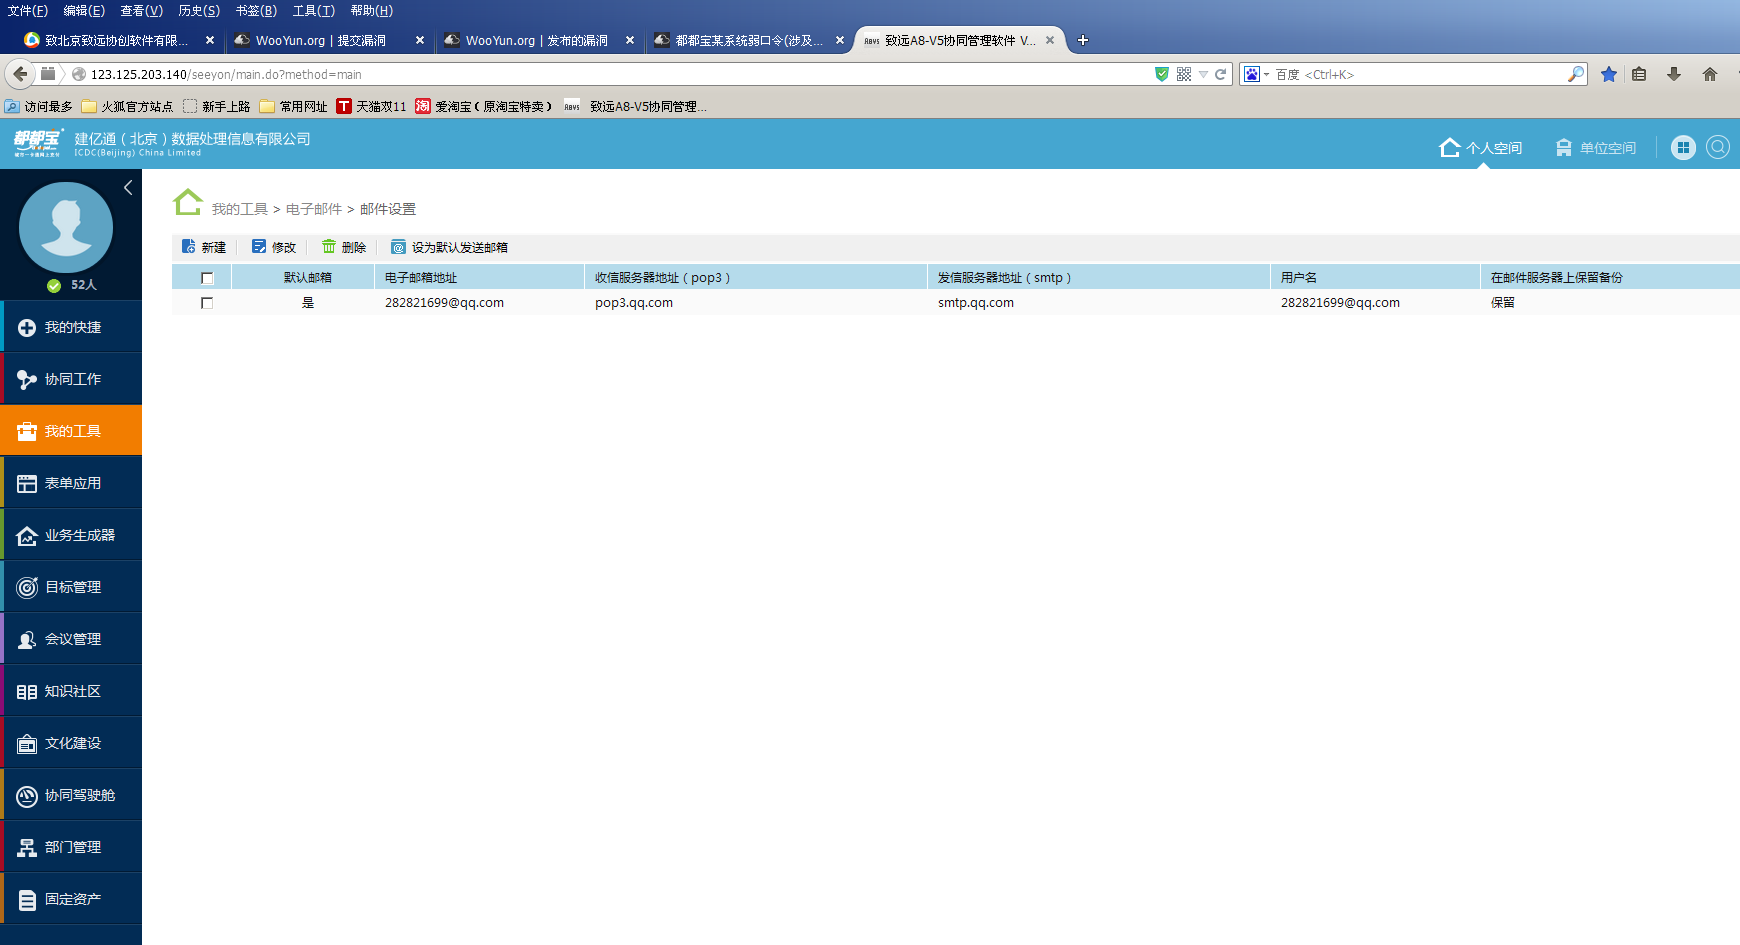 文件(F) 编辑(E) 查看(V) 历史(S) 书签(B) 工具(T) 帮助(H)
致北京致远协创软件有限... WooYun.org | 提交漏洞 WooYun.org | 发布的漏洞 都都宝某系统弱口令(涉及... A8V5 致远A8-V5协同管理软件 V...
123.125.203.140/seeyon/main.do?method=main 百度 <Ctrl+K>
访问最多 火狐官方站点 新手上路 常用网址 T 天猫双11 淘 爱淘宝（原淘宝特卖） A8V5 致远A8-V5协同管理...
都都宝 建亿通（北京）数据处理信息有限公司
ICDC(Beijing) China Limited
个人空间 单位空间
我的工具 > 电子邮件 > 邮件设置
新建 修改 删除 设为默认发送邮箱
默认邮箱 电子邮箱地址 收信服务器地址（pop3） 发信服务器地址（smtp） 用户名 在邮件服务器上保留备份
是 282821699@qq.com pop3.qq.com smtp.qq.com 282821699@qq.com 保留
52人
我的快捷
协同工作
我的工具
表单应用
业务生成器
目标管理
会议管理
知识社区
文化建设
协同驾驶舱
部门管理
固定资产